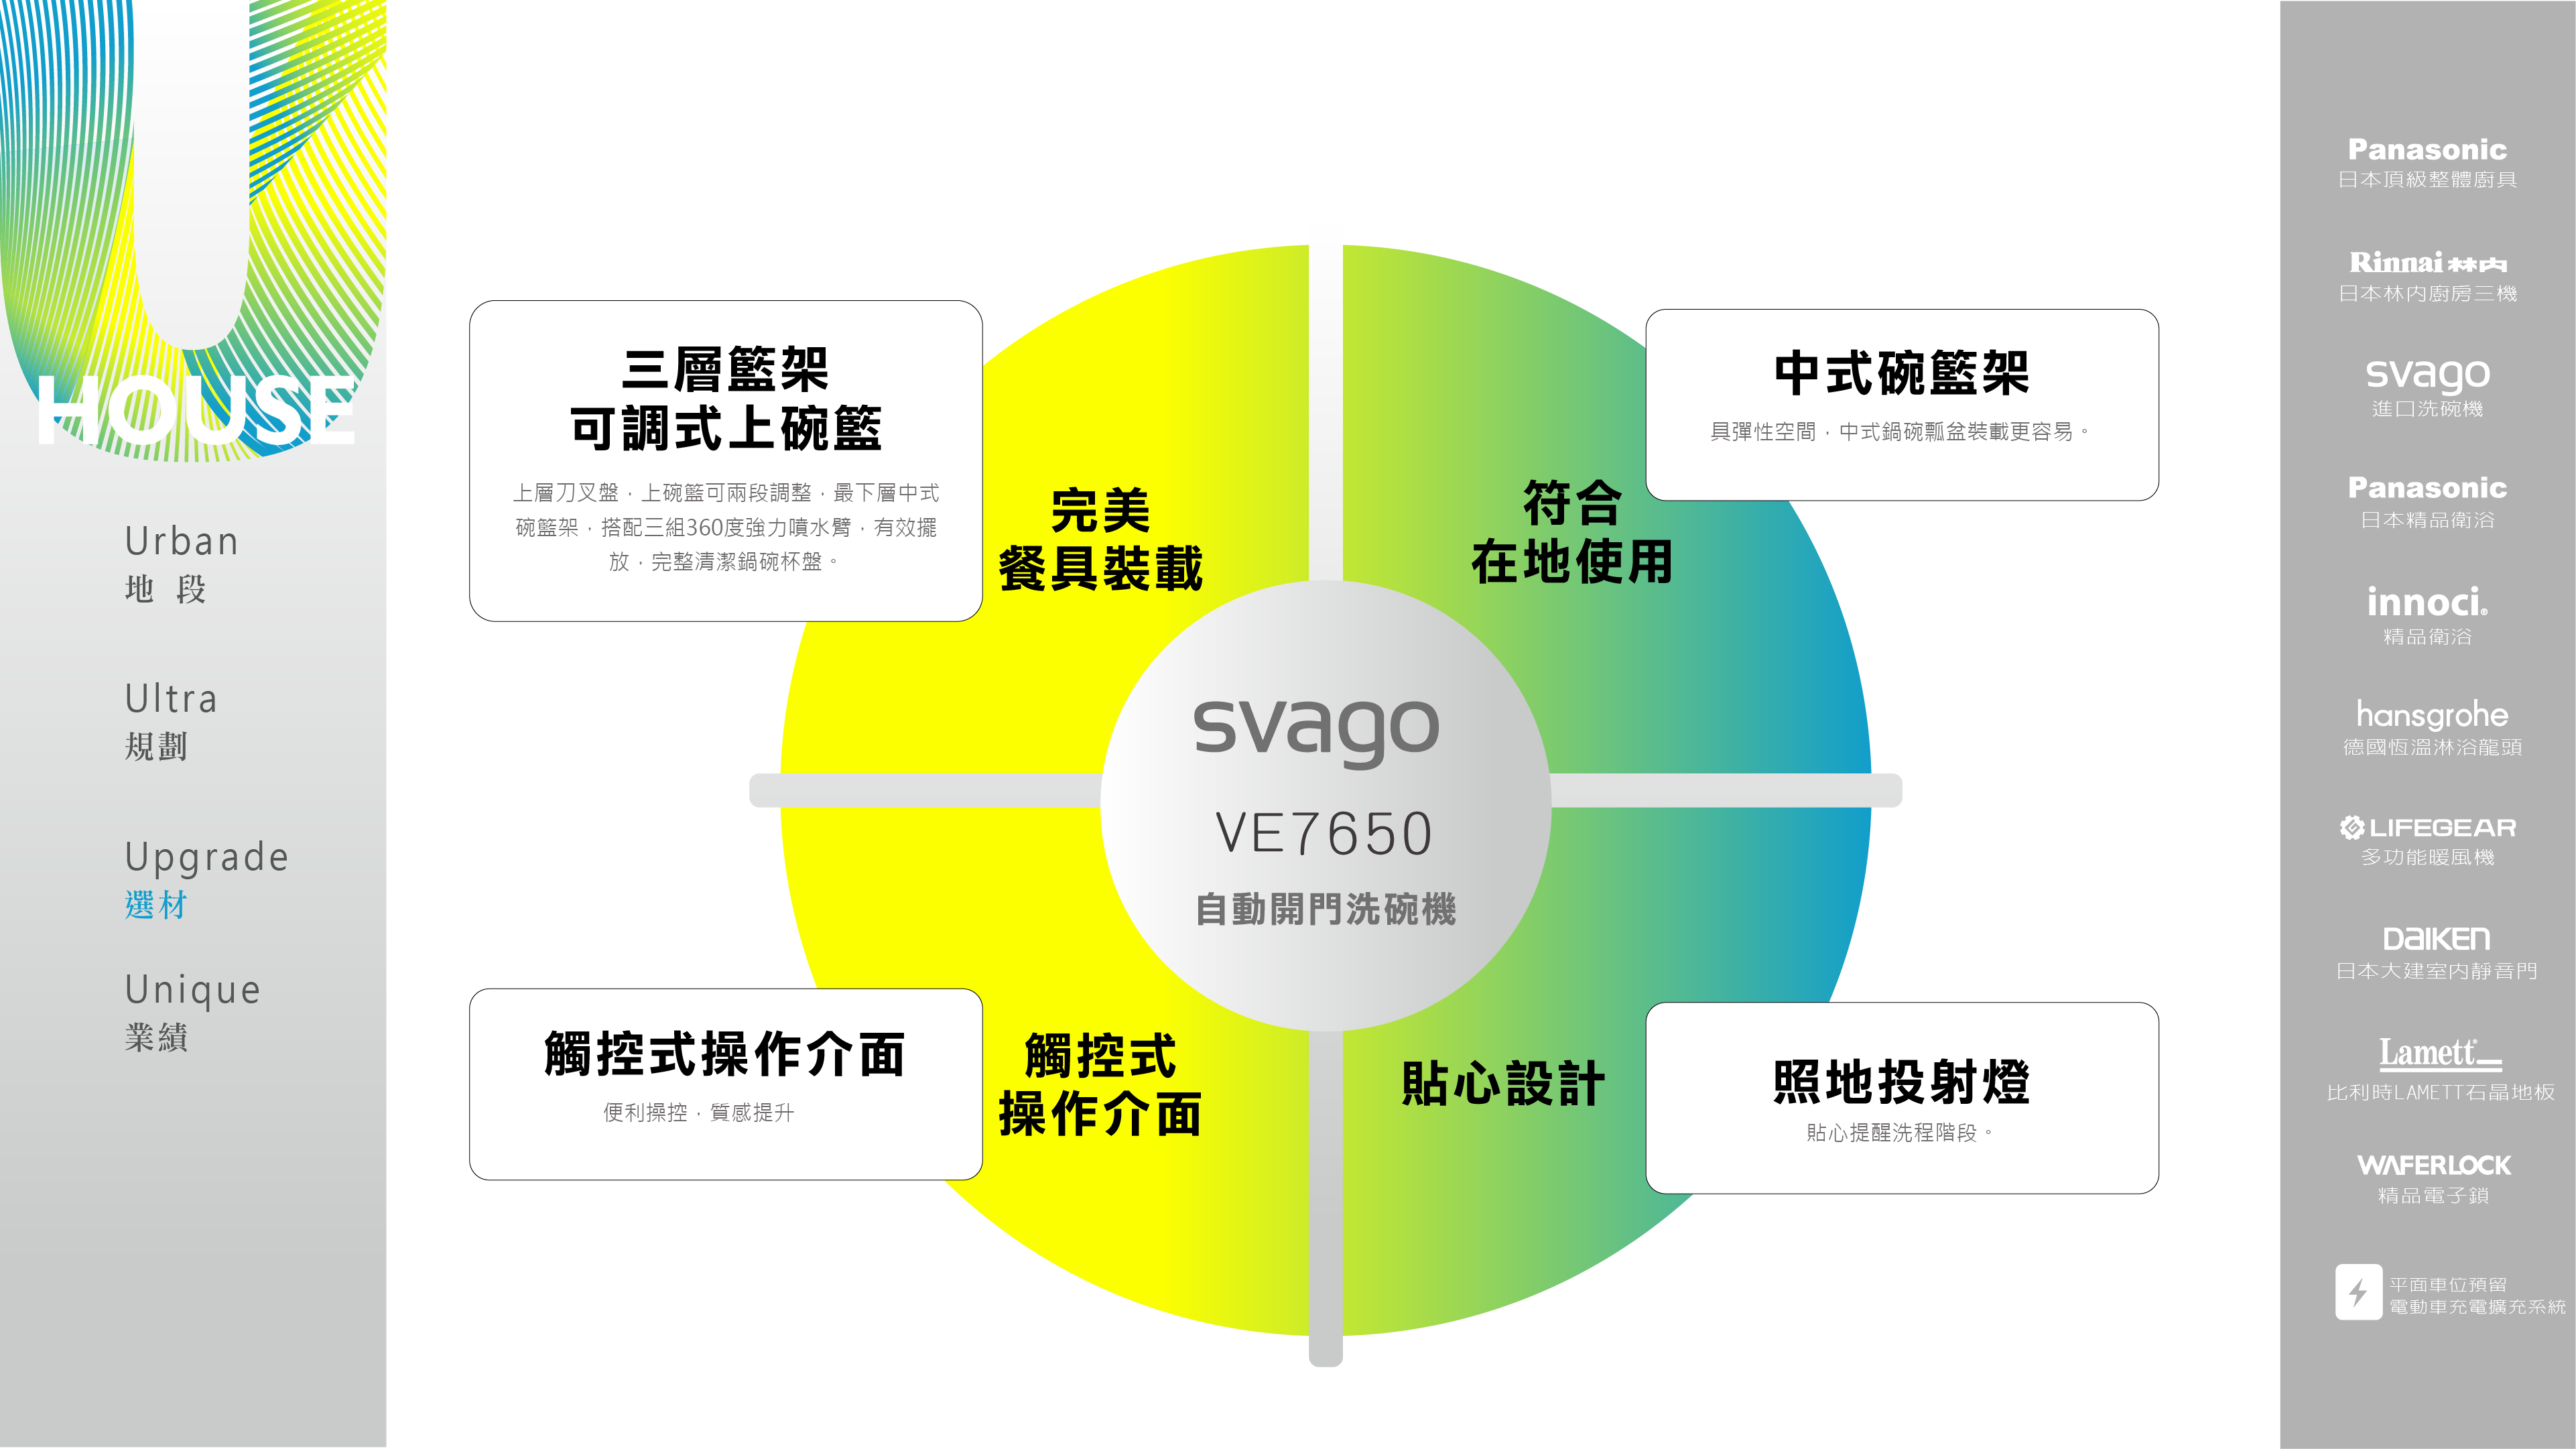 HOUSE
Urban
地 段
Ultra
規劃
Upgrade
選材
Unique
業績
三層籃架
可調式上碗籃
上層刀叉盤，上碗籃可兩段調整，最下層中式
碗籃架，搭配三組360度強力噴水臂，有效擺
放，完整清潔鍋碗杯盤。
完美
餐具裝載
符合
在地使用
中式碗籃架
具彈性空間，中式鍋碗瓢盆裝載更容易。
svago
VE7650
自動開門洗碗機
觸控式操作介面
便利操控，質感提升
觸控式
操作介面
貼心設計
照地投射燈
貼心提醒洗程階段。
Panasonic
日本頂級整體廚具
Rinnai 林内
日本林內廚房三機
svago
進口洗碗機
Panasonic
日本精品衛浴
innoci®
精品衛浴
hansgrohe
德國恆溫淋浴龍頭
LIFEGEAR
多功能暖風機
DAIKEN
日本大建室內靜音門
Lamett
比利時LAMETT石晶地板
WAFERLOCK
精品電子鎖
平面車位預留
電動車充電擴充系統